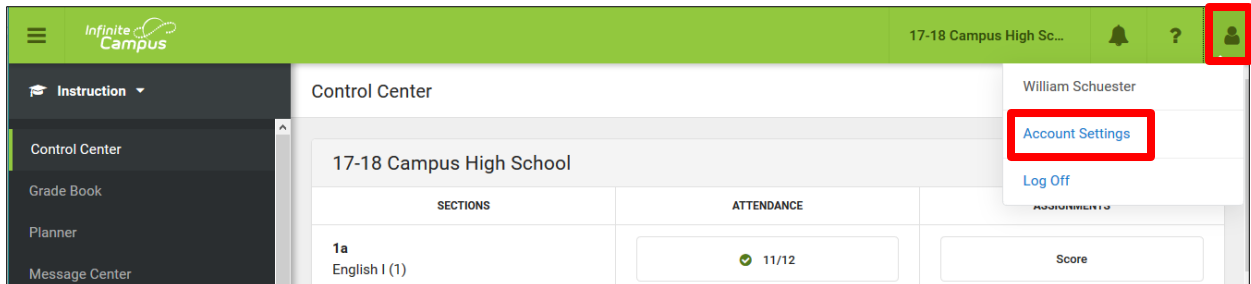 Infinite
Campus
17-18 Campus High Sc...
?
Instruction
Control Center
William Schuester
Account Settings
Control Center
17-18 Campus High School
Log Off
Grade Book
SECTIONS
ATTENDANCE
ASSIGNMENTS
Planner
1a
English I (1)
11/12
Score
Message Center